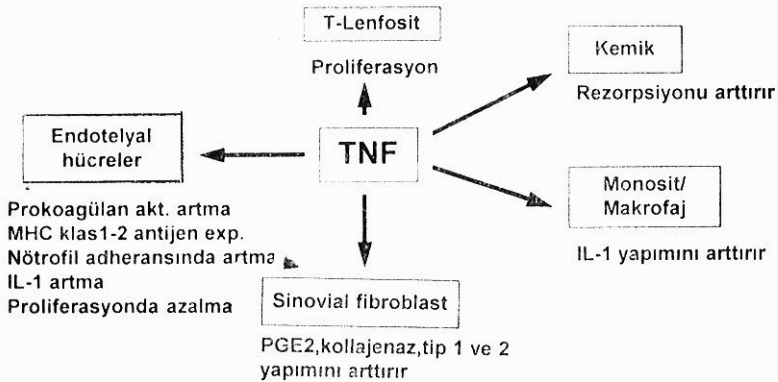 T-Lenfosit
Proliferasyon
Kemik
Rezorpsiyonu arttırır
Endotelyal
hücreler
TNF
Monosit/
Makrofaj
Prokoagülan akt. artma
MHC klas1-2 antijen exp.
Nötrofil adheransında artma
IL-1 artma
Proliferasyonda azalma
IL-1 yapımını arttırır
Sinovial fibroblast
PGE2,kollajenaz,tip 1 ve 2
yapımını arttırır